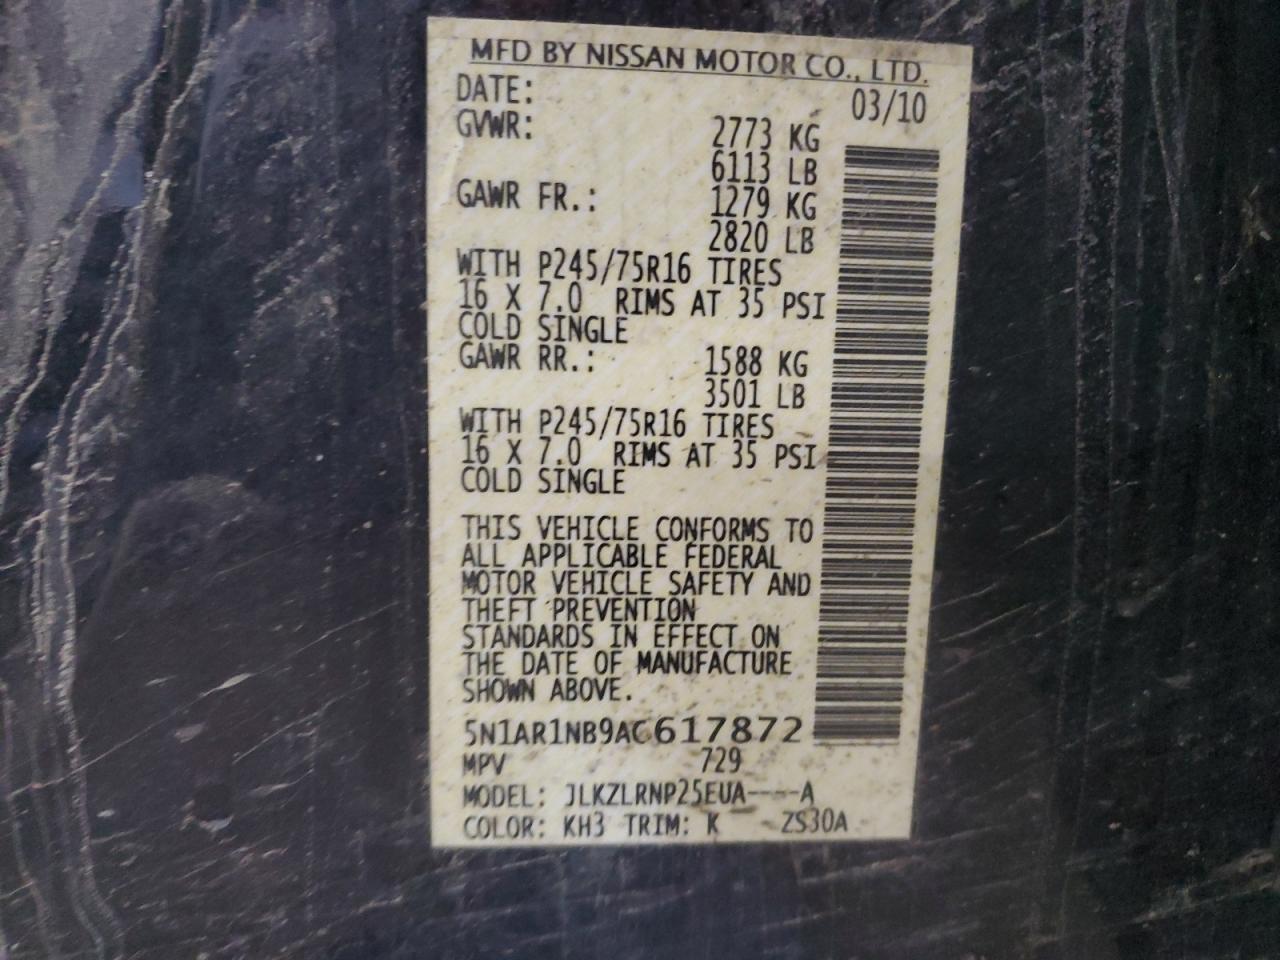 MFD BY NISSAN MOTOR CO., LTD.
DATE: 03/10
GVWR: 2773 KG
6113 LB
GAWR FR.: 1279 KG
2820 LB
WITH P245/75R16 TIRES
16 X 7.0 RIMS AT 35 PSI
COLD SINGLE
GAWR RR.: 1588 KG
3501 LB
WITH P245/75R16 TIRES
16 X 7.0 RIMS AT 35 PSI
COLD SINGLE
THIS VEHICLE CONFORMS TO
ALL APPLICABLE FEDERAL
MOTOR VEHICLE SAFETY AND
THEFT PREVENTION
STANDARDS IN EFFECT ON
THE DATE OF MANUFACTURE
SHOWN ABOVE.
5N1AR1NB9AC617872
MPV 729
MODEL: JLKZLRNP25EUA----A
COLOR: KH3 TRIM: K ZS30A